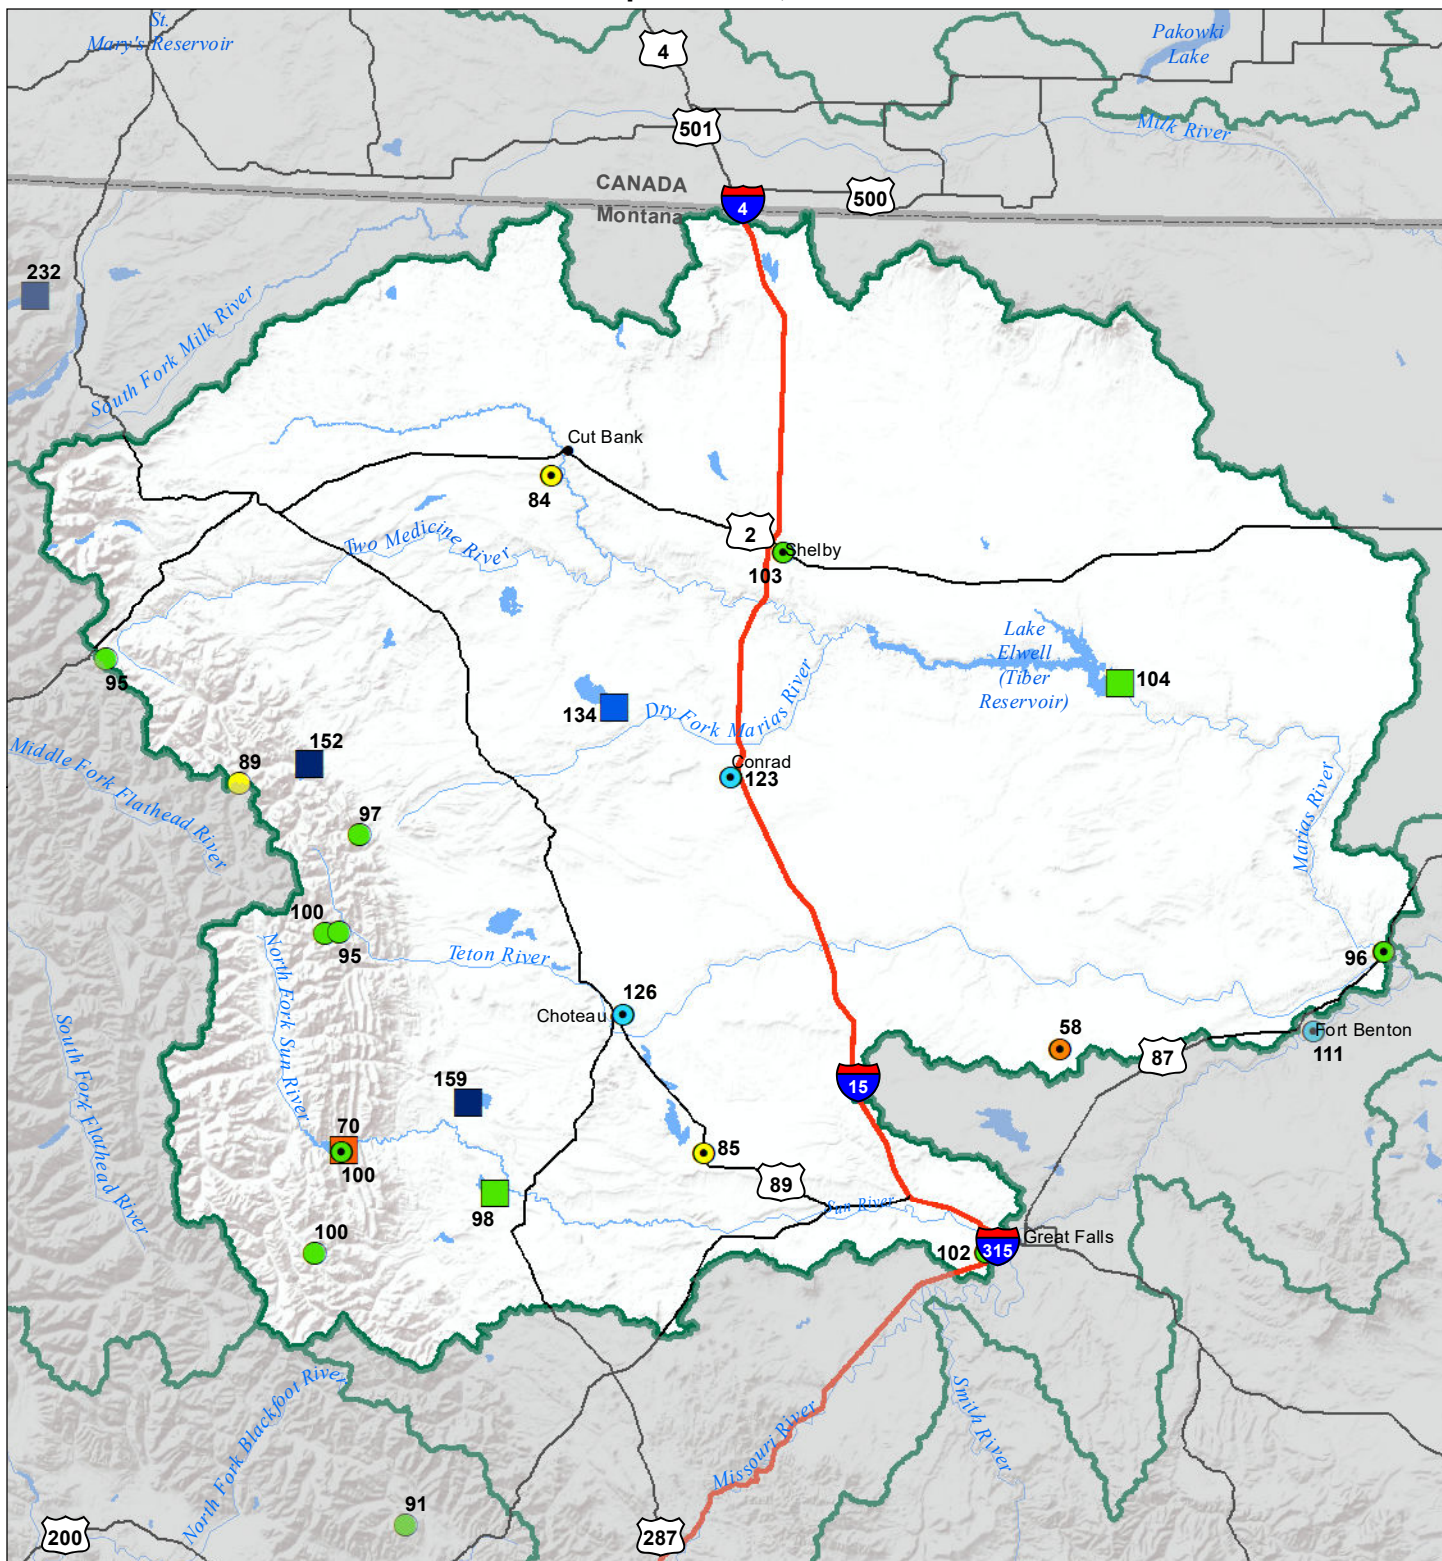 St.
Mary's Reservoir
4
Pakowki
Lake
501
Milk River
CANADA
500
4
Montana
232
South Fork Milk River
Cut Bank
84
2
Two Medicine River
Shelby
103
Lake
Elwell
(Tiber
Reservoir)
95
104
134
Dry Fork Marias River
152
Middle Fork Flathead River
89
Conrad
123
Marias River
97
100
95
North Fork Sun River
Teton River
96
126
Choteau
South Fork Flathead River
58
Fort Benton
87
111
15
159
70
100
85
89
98
Sun River
100
102
315
Great Falls
North Fork Blackfoot River
Missouri River
Smith River
91
200
287